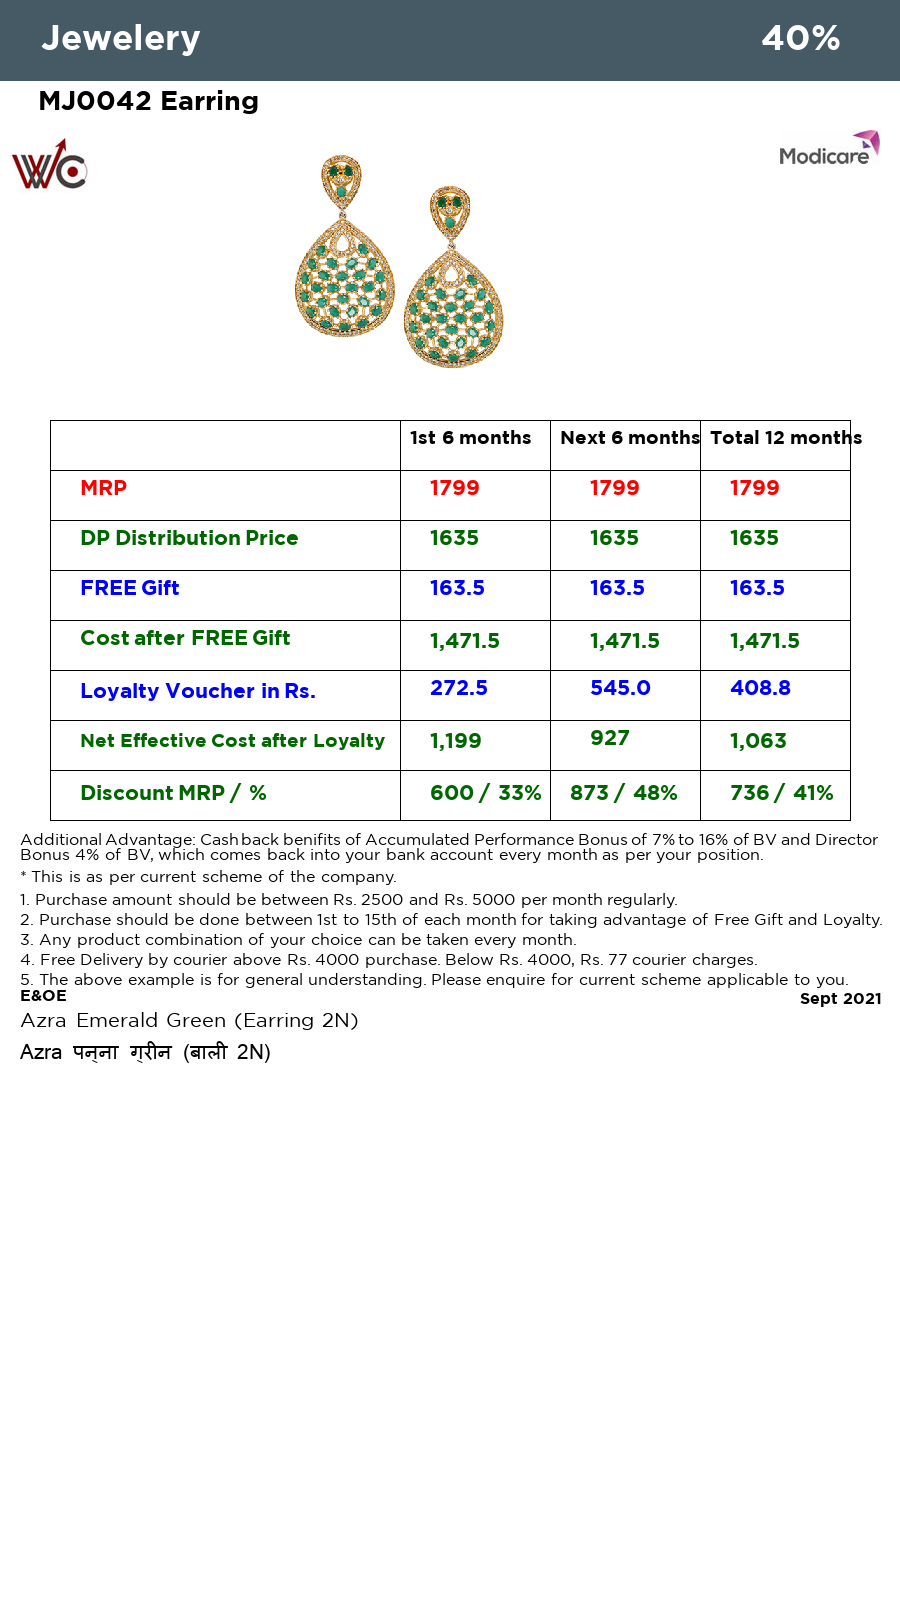 Jewelery 40%
MJ0042 Earring
WC
Modicare
1st 6 months Next 6 months Total 12 months
MRP 1799 1799 1799
DP Distribution Price 1635 1635 1635
FREE Gift 163.5 163.5 163.5
Cost after FREE Gift 1,471.5 1,471.5 1,471.5
Loyalty Voucher in Rs. 272.5 545.0 408.8
Net Effective Cost after Loyalty 1,199 927 1,063
Discount MRP / % 600 / 33% 873 / 48% 736 / 41%
Additional Advantage: Cashback benifits of Accumulated Performance Bonus of 7% to 16% of BV and Director
Bonus 4% of BV, which comes back into your bank account every month as per your position.
* This is as per current scheme of the company.
1. Purchase amount should be between Rs. 2500 and Rs. 5000 per month regularly.
2. Purchase should be done between 1st to 15th of each month for taking advantage of Free Gift and Loyalty.
3. Any product combination of your choice can be taken every month.
4. Free Delivery by courier above Rs. 4000 purchase. Below Rs. 4000, Rs. 77 courier charges.
5. The above example is for general understanding. Please enquire for current scheme applicable to you.
E&OE Sept 2021
Azra Emerald Green (Earring 2N)
Azra पन्ना ग्रीन (बाली 2N)